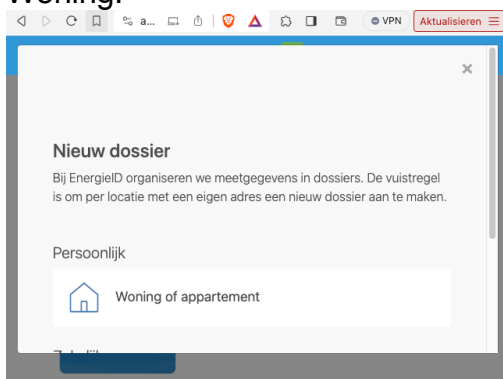 Woning.
a...
VPN
Aktualisieren
Nieuw dossier
Bij EnergieID organiseren we meetgegevens in dossiers. De vuistregel
is om per locatie met een eigen adres een nieuw dossier aan te maken.
Persoonlijk
Woning of appartement